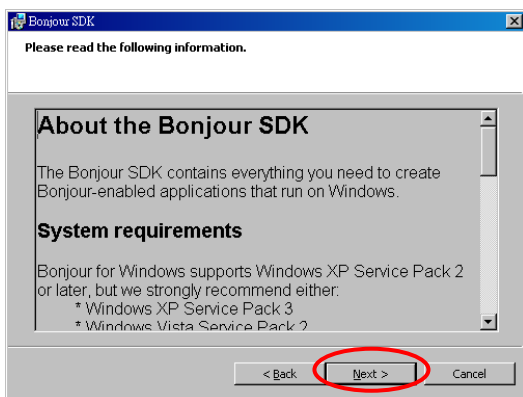 Bonjour SDK
Please read the following information.
About the Bonjour SDK
The Bonjour SDK contains everything you need to create
Bonjour-enabled applications that run on Windows.
System requirements
Bonjour for Windows supports Windows XP Service Pack 2
or later, but we strongly recommend either:
* Windows XP Service Pack 3
* Windows Vista Service Pack 2
< Back Next > Cancel